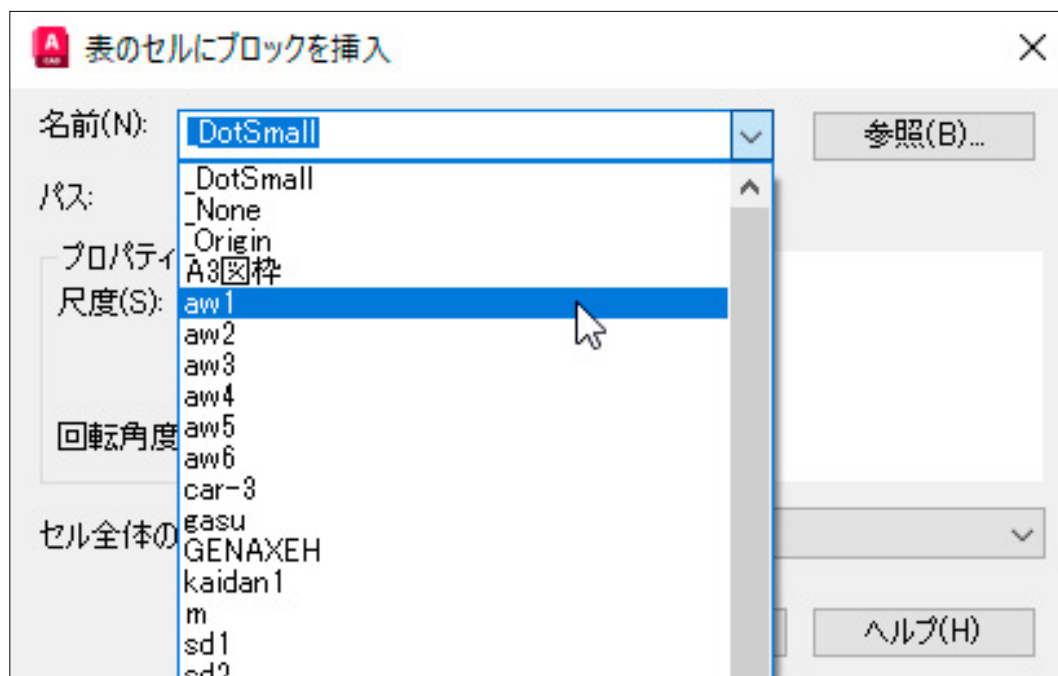 A CAD 表のセルにブロックを挿入
名前(N): _DotSmall 参照(B)...
パス:
_DotSmall
_None
プロパティ
_Origin
A3図枠
尺度(S): aw1
aw2
aw3
aw4
回転角度 aw5
aw6
car-3
セル全体の gasu
GENAXEH
kaidan1
m
ヘルプ(H)
sd1
sd2